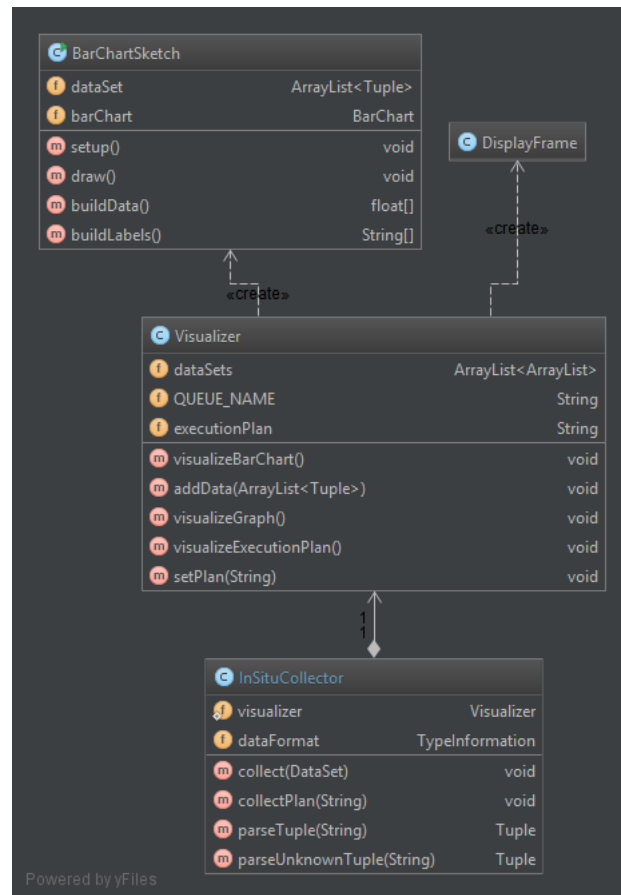 BarChartSketch
dataSet ArrayList<Tuple>
barChart BarChart
setup() void
draw() void
buildData() float[]
buildLabels() String[]
DisplayFrame
«create»
«create»
Visualizer
dataSets ArrayList<ArrayList>
QUEUE_NAME String
executionPlan String
visualizeBarChart() void
addData(ArrayList<Tuple>) void
visualizeGraph() void
visualizeExecutionPlan() void
setPlan(String) void
1
1
InSituCollector
visualizer Visualizer
dataFormat TypeInformation
collect(DataSet) void
collectPlan(String) void
parseTuple(String) Tuple
parseUnknownTuple(String) Tuple
Powered by yFiles